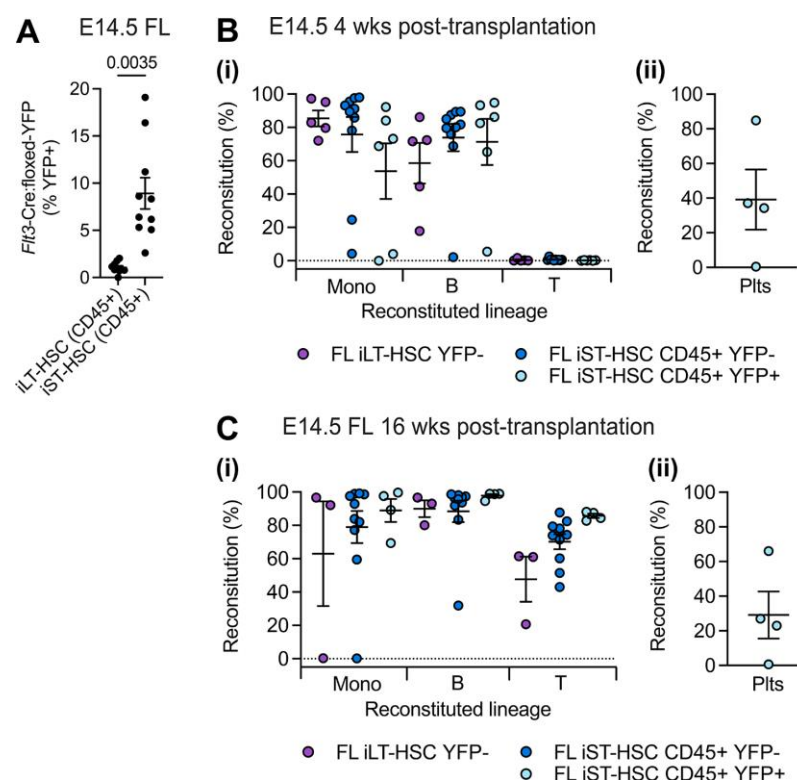 A E14.5 FL
0.0035
20
15
10
5
0
Flt3-Cre:floxed-YFP
(% YFP+)
iLT-HSC (CD45+)
iST-HSC (CD45+)
B E14.5 4 wks post-transplantation
(i)
Reconsitution (%)
100
80
60
40
20
0
Mono B T
Reconstituted lineage
(ii)
Reconsitution (%)
100
80
60
40
20
0
Plts
FL iLT-HSC YFP- FL iST-HSC CD45+ YFP-
FL iST-HSC CD45+ YFP+
C E14.5 FL 16 wks post-transplantation
(i)
Reconsitution (%)
100
80
60
40
20
0
Mono B T
Reconstituted lineage
(ii)
Reconsitution (%)
100
80
60
40
20
0
Plts
FL iLT-HSC YFP- FL iST-HSC CD45+ YFP-
FL iST-HSC CD45+ YFP+